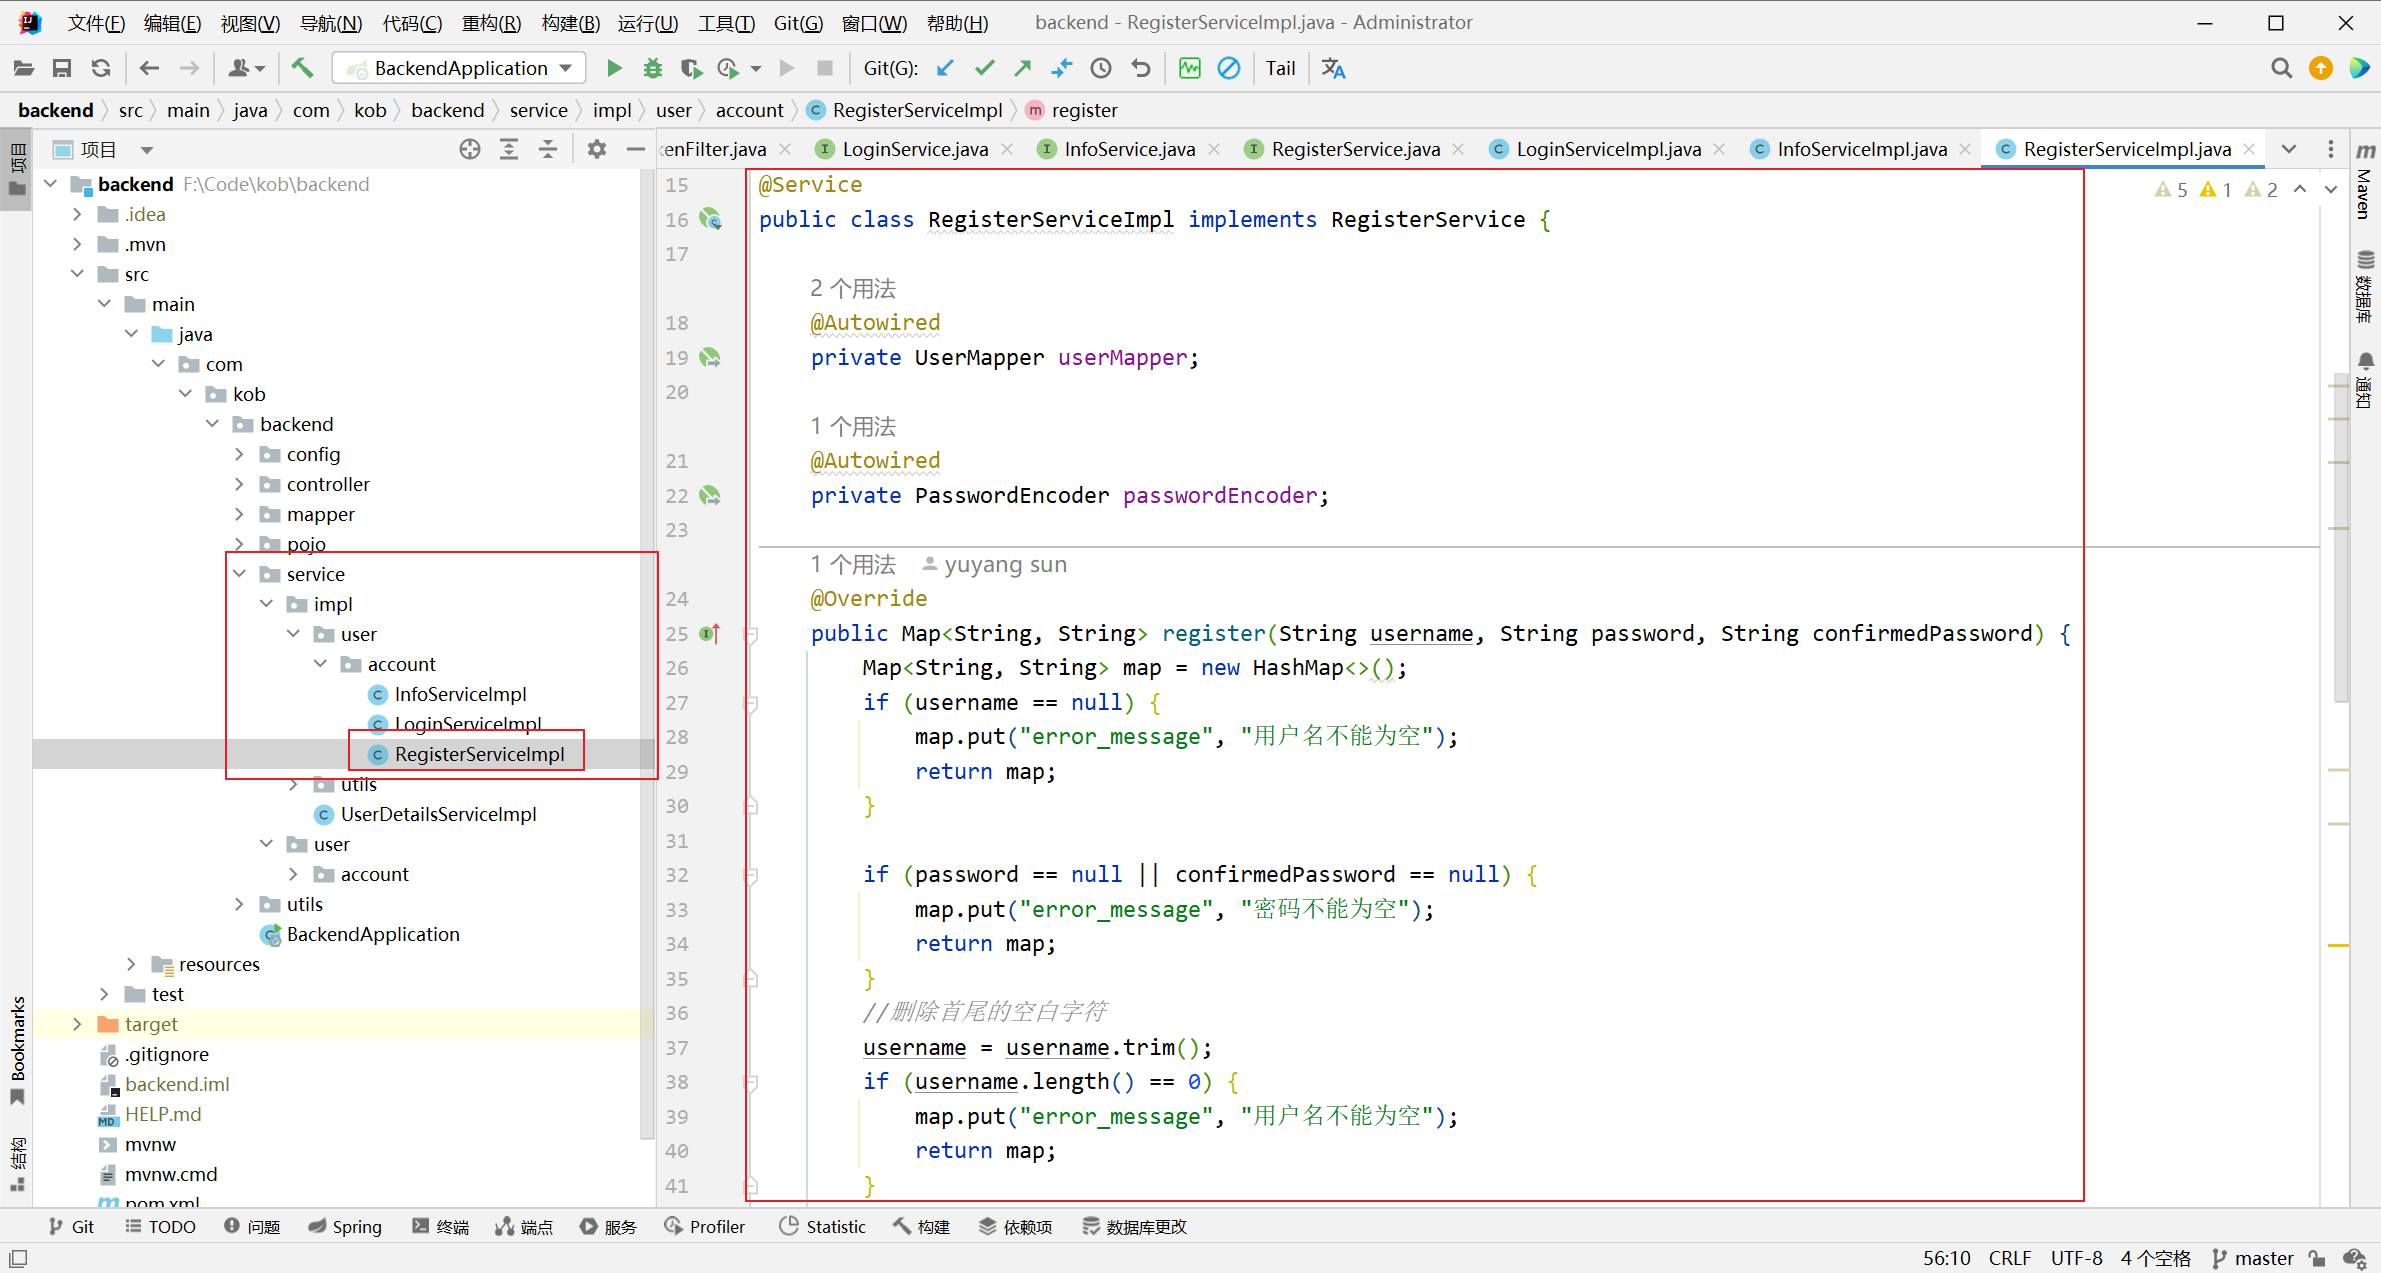 文件(F) 编辑(E) 视图(V) 导航(N) 代码(C) 重构(R) 构建(B) 运行(U) 工具(T) Git(G) 窗口(W) 帮助(H) backend - RegisterServiceImpl.java - Administrator
BackendApplication Git(G): Tail
backend src main java com kob backend service impl user account RegisterServiceImpl register
项目
enFilter.java LoginService.java InfoService.java RegisterService.java LoginServiceImpl.java InfoServiceImpl.java RegisterServiceImpl.java
项目
backend F:\Code\kob\backend
.idea
.mvn
src
main
java
com
kob
backend
config
controller
mapper
pojo
service
impl
user
account
InfoServiceImpl
LoginServiceImpl
RegisterServiceImpl
utils
UserDetailsServiceImpl
user
account
utils
BackendApplication
resources
test
target
.gitignore
backend.iml
HELP.md
mvnw
mvnw.cmd
pom.xml
Bookmarks
结构
5 1 2
15 @Service
16 public class RegisterServiceImpl implements RegisterService {
17
2 个用法
18 @Autowired
19 private UserMapper userMapper;
20
1 个用法
21 @Autowired
22 private PasswordEncoder passwordEncoder;
23
1 个用法 yuyang sun
24 @Override
25 public Map<String, String> register(String username, String password, String confirmedPassword) {
26 Map<String, String> map = new HashMap<>();
27 if (username == null) {
28 map.put("error_message", "用户名不能为空");
29 return map;
30 }
31
32 if (password == null || confirmedPassword == null) {
33 map.put("error_message", "密码不能为空");
34 return map;
35 }
36 //删除首尾的空白字符
37 username = username.trim();
38 if (username.length() == 0) {
39 map.put("error_message", "用户名不能为空");
40 return map;
41 }
Maven
数据库
通知
Git TODO 问题 Spring 终端 端点 服务 Profiler Statistic 构建 依赖项 数据库更改
56:10 CRLF UTF-8 4 个空格 master